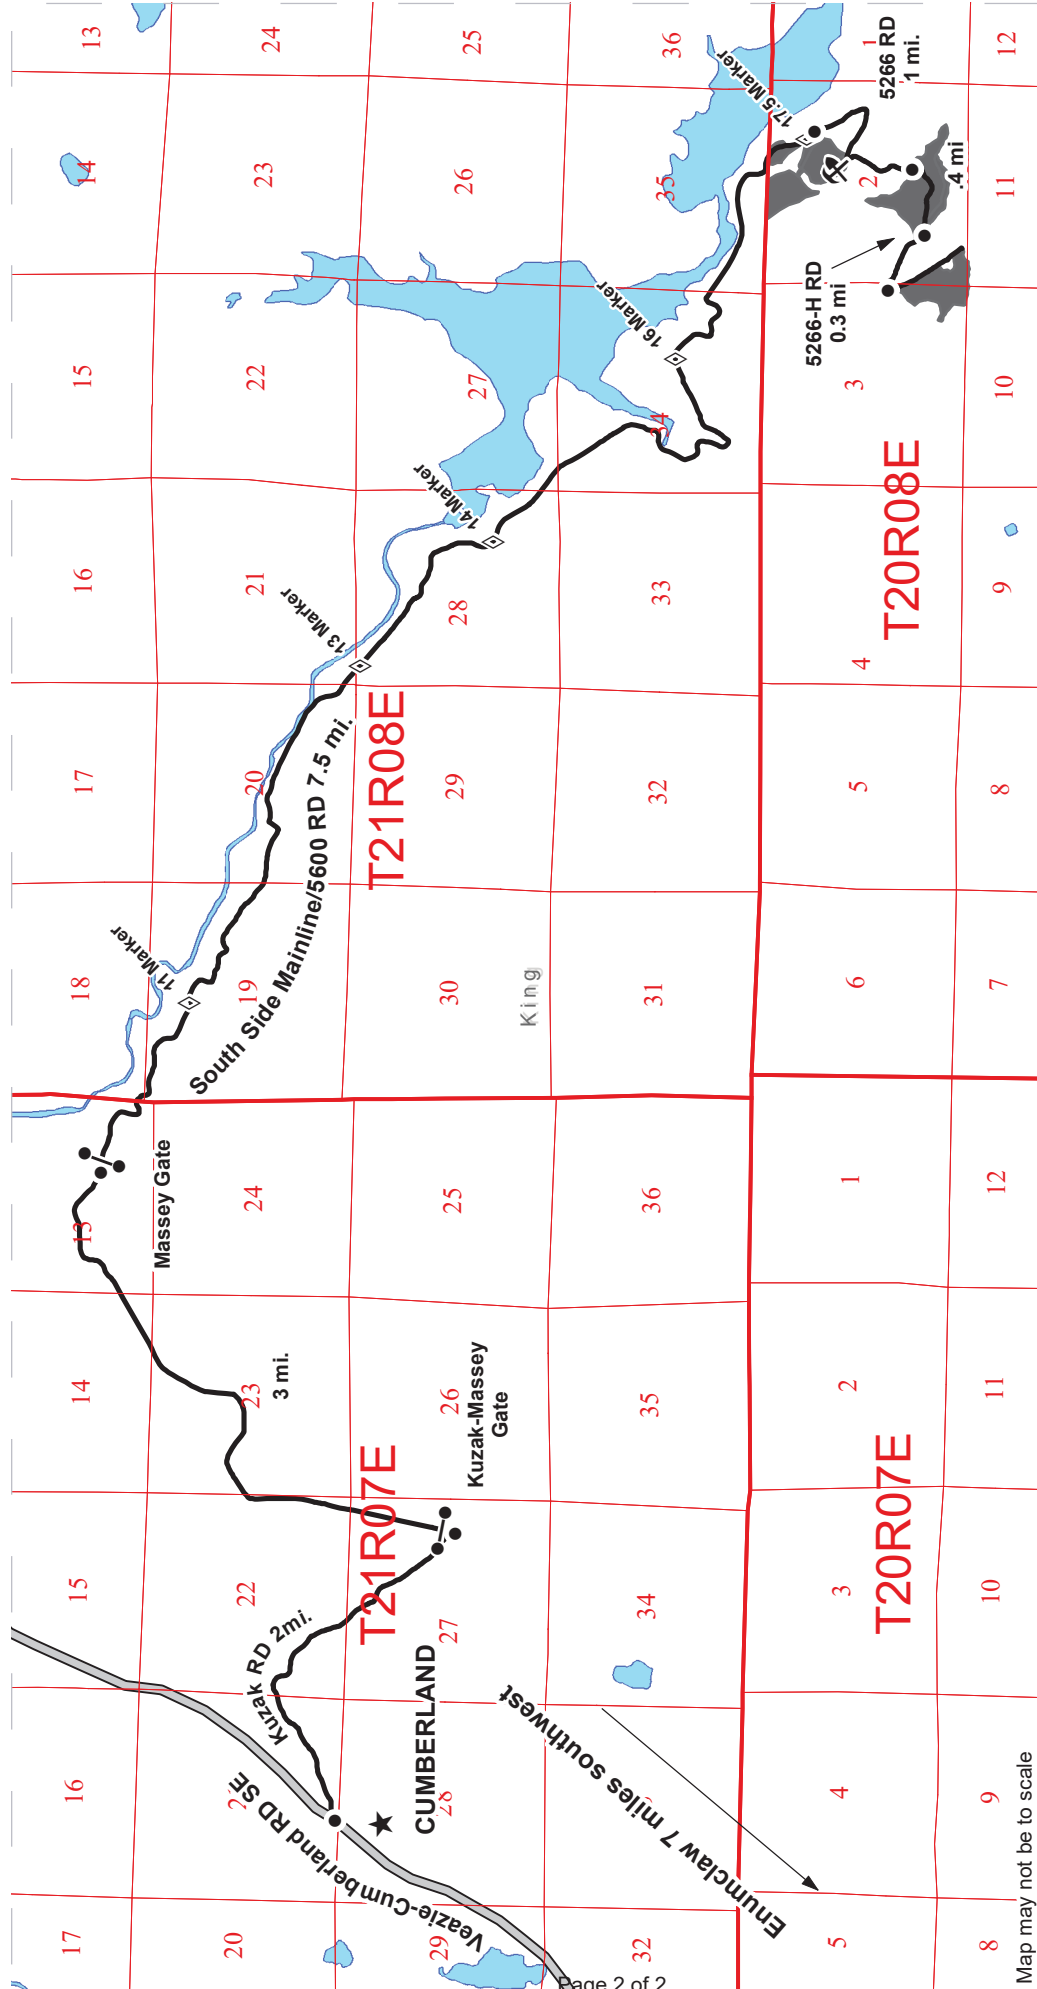 17
16
15
14
13
18
17
16
15
14
13
Massey Gate
11 Marker
20
22
23
24
19
20
21
22
23
24
Veazie-Cumberland RD SE
Kuzak RD 2mi.
3 mi.
South Side Mainline/5600 RD 7.5 mi.
13 Marker
T21R07E
T21R08E
CUMBERLAND
29
28
27
26
25
30
29
28
27
26
25
Kuzak-Massey
Gate
14 Marker
16 Marker
King
32
34
35
36
31
32
33
34
35
36
17.5 Marker
Enumclaw 7 miles southwest
5
4
3
2
1
6
5
4
3
2
1
5266-H RD
0.3 mi
5266 RD
1 mi.
.4 mi
T20R07E
T20R08E
8
9
10
11
12
7
8
9
10
11
12
Map may not be to scale
Page 2 of 2